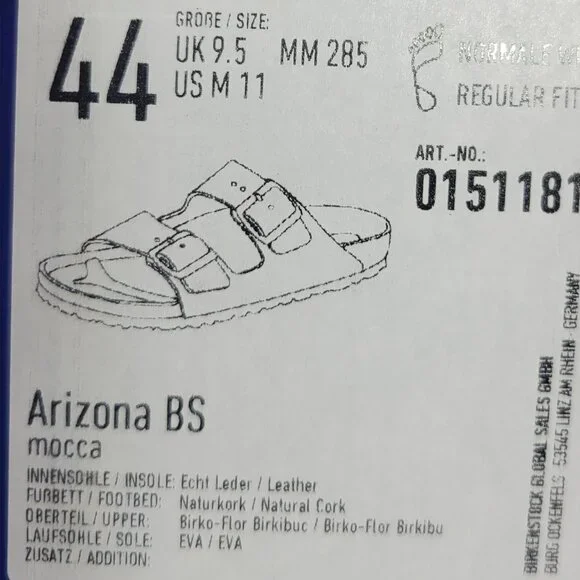 44
GRÖßE / SIZE:
UK 9.5 MM 285
US M 11
NORMALE
REGULAR FIT
ART.-NO.:
0151181
Arizona BS
mocca
INNENSOHLE / INSOLE: Echt Leder / Leather
FUßBETT / FOOTBED: Naturkork / Natural Cork
OBERTEIL / UPPER: Birko-Flor Birkibuc / Birko-Flor Birkibu
LAUFSOHLE / SOLE: EVA / EVA
ZUSATZ / ADDITION:
BIRKENSTOCK GLOBAL SALES GMBH
BURG OCKENFELS 53545 LINZ AM RHEIN · GERMANY